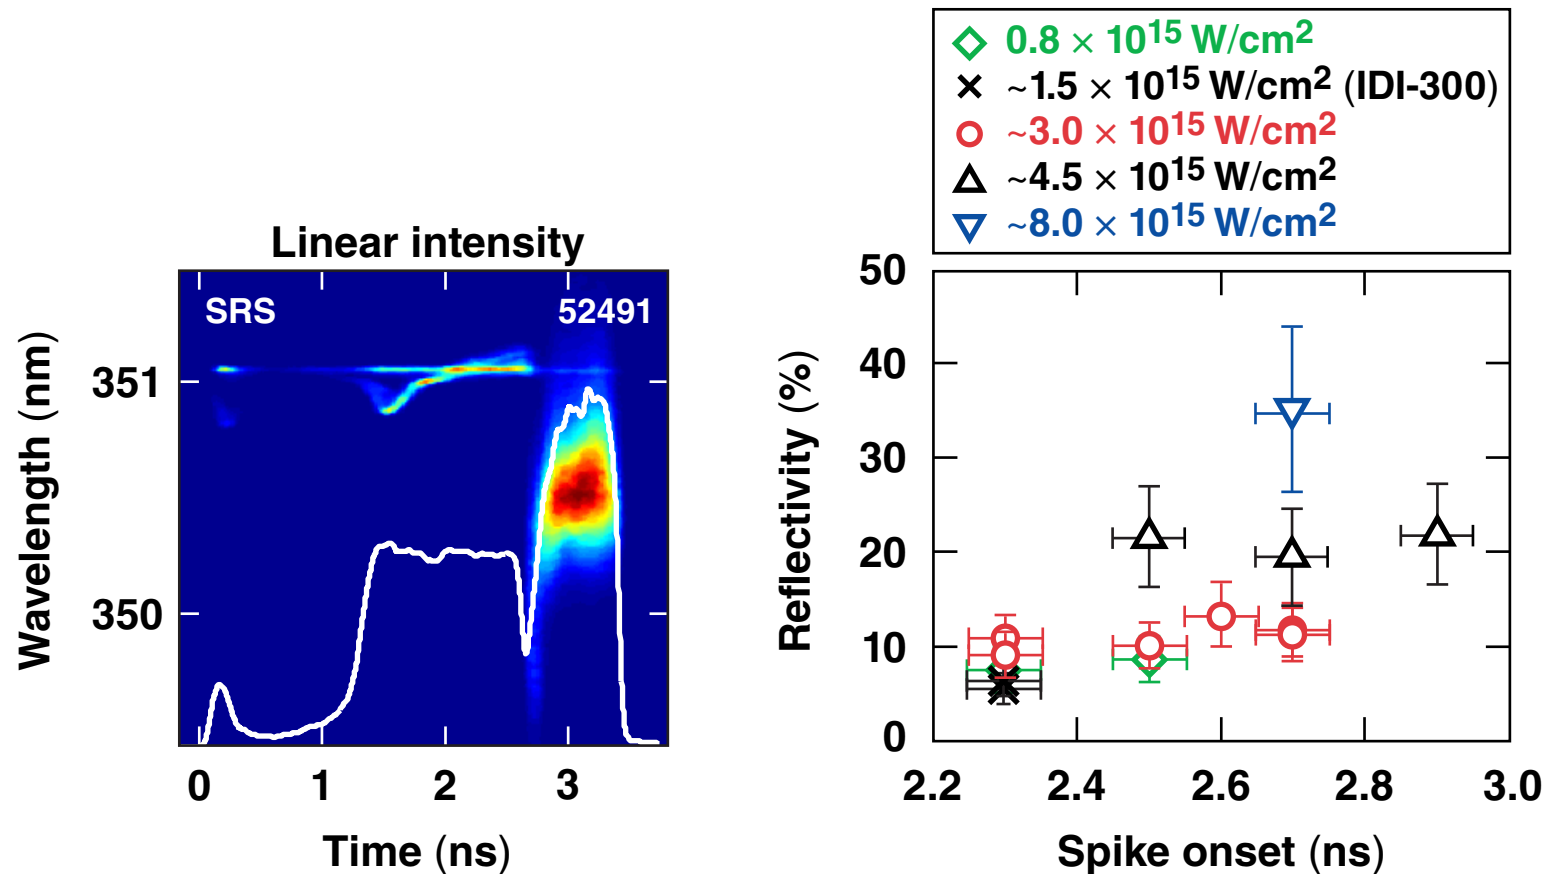 Linear intensity
SRS 52491
Wavelength (nm)
351
350
0 1 2 3
Time (ns)
0.8 × 10¹⁵ W/cm²
~1.5 × 10¹⁵ W/cm² (IDI-300)
~3.0 × 10¹⁵ W/cm²
~4.5 × 10¹⁵ W/cm²
~8.0 × 10¹⁵ W/cm²
Reflectivity (%)
50
40
30
20
10
0
2.2 2.4 2.6 2.8 3.0
Spike onset (ns)